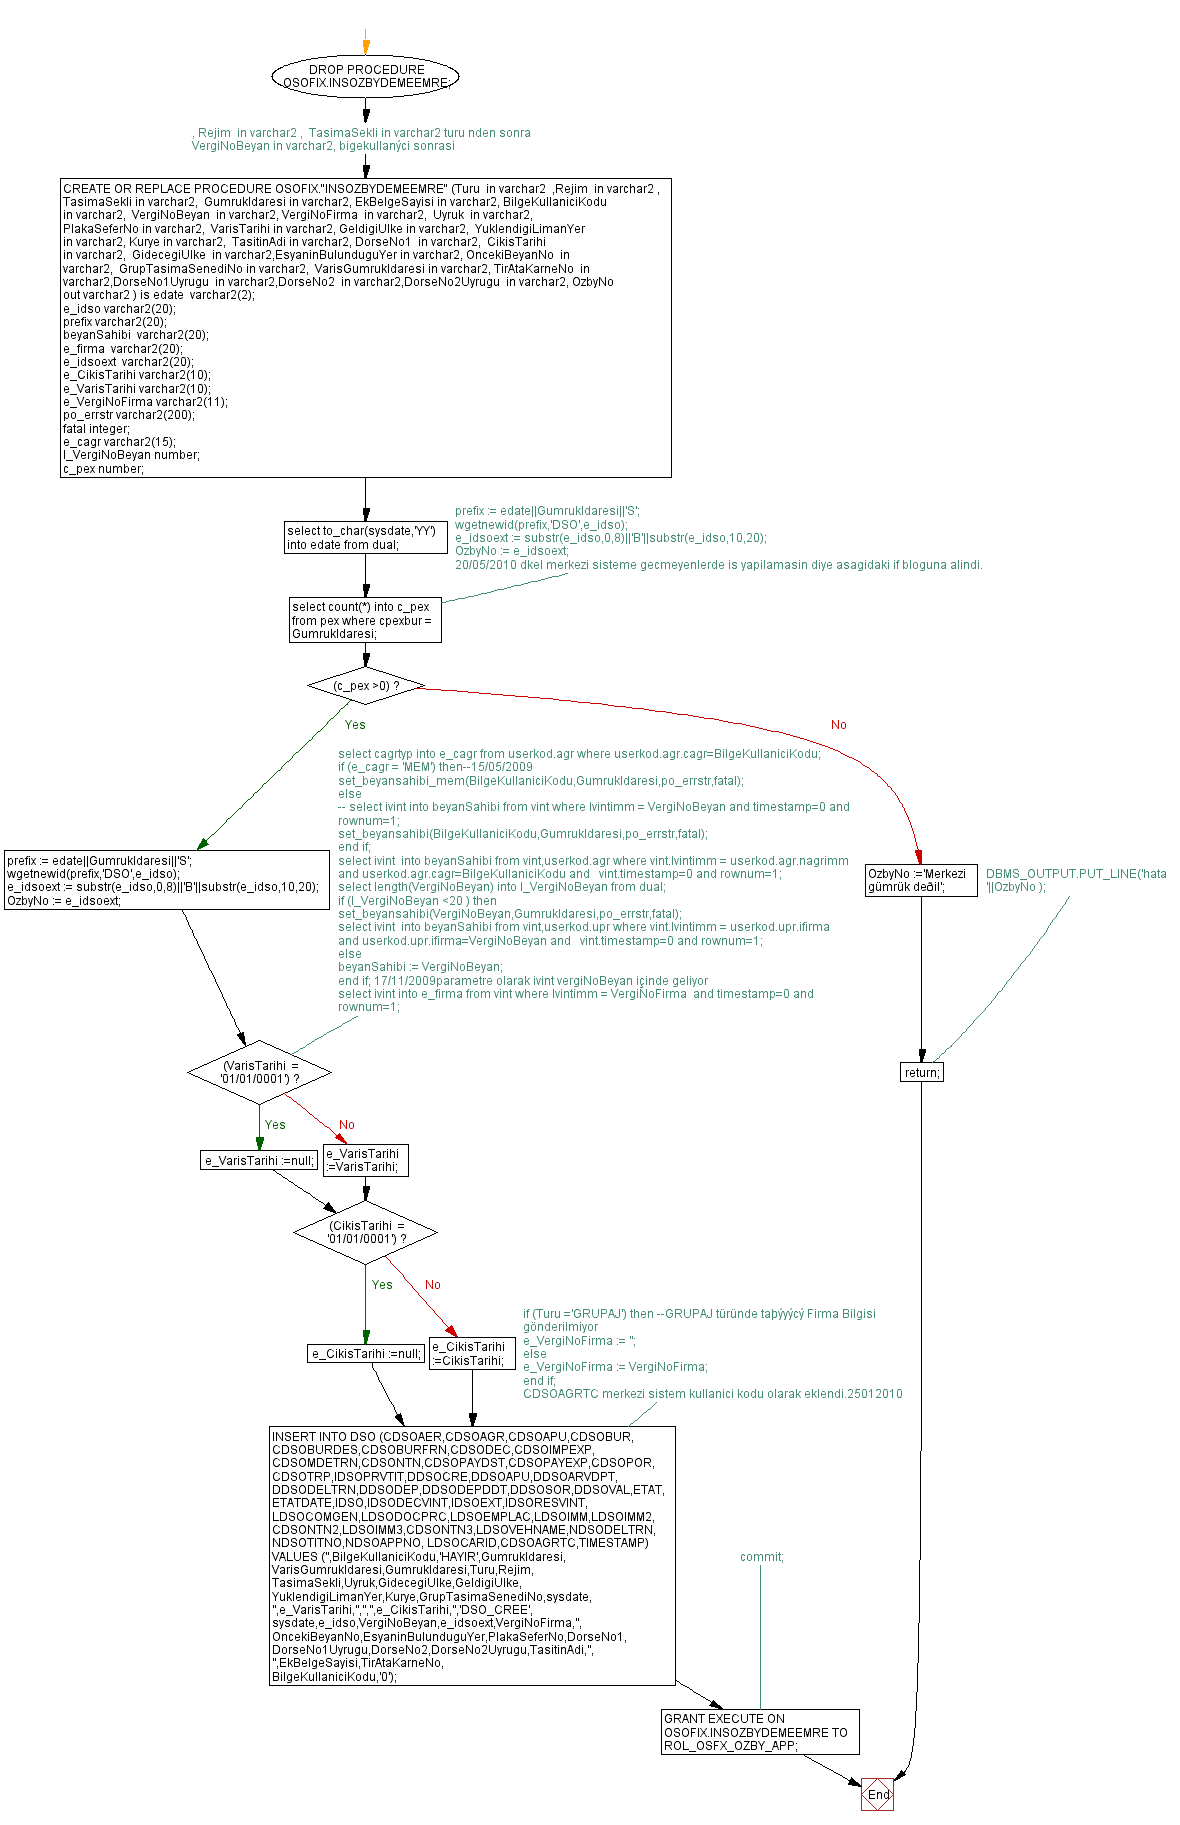 DROP PROCEDURE
OSOFIX.INSOZBYDEMEEMRE;
, Rejim  in varchar2 ,  TasimaSekli in varchar2 turu nden sonra
VergiNoBeyan in varchar2, bigekullanýci sonrasi
CREATE OR REPLACE PROCEDURE OSOFIX."INSOZBYDEMEEMRE" (Turu  in varchar2  ,Rejim  in varchar2 ,
TasimaSekli in varchar2,  GumrukIdaresi in varchar2, EkBelgeSayisi in varchar2, BilgeKullaniciKodu
in varchar2,  VergiNoBeyan  in varchar2, VergiNoFirma  in varchar2,  Uyruk  in varchar2,
PlakaSeferNo in varchar2,  VarisTarihi in varchar2, GeldigiUlke in varchar2,  YuklendigiLimanYer
in varchar2, Kurye in varchar2,  TasitinAdi in varchar2, DorseNo1  in varchar2,  CikisTarihi
in varchar2,  GidecegiUlke  in varchar2,EsyaninBulunduguYer in varchar2, OncekiBeyanNo  in
varchar2,  GrupTasimaSenediNo in varchar2,  VarisGumrukIdaresi in varchar2, TirAtaKarneNo  in
varchar2,DorseNo1Uyrugu  in varchar2,DorseNo2  in varchar2,DorseNo2Uyrugu  in varchar2, OzbyNo
out varchar2 ) is edate  varchar2(2);
e_idso varchar2(20);
prefix varchar2(20);
beyanSahibi  varchar2(20);
e_firma  varchar2(20);
e_idsoext  varchar2(20);
e_CikisTarihi varchar2(10);
e_VarisTarihi varchar2(10);
e_VergiNoFirma varchar2(11);
po_errstr varchar2(200);
fatal integer;
e_cagr varchar2(15);
l_VergiNoBeyan number;
c_pex number;
select to_char(sysdate,'YY')
into edate from dual;
prefix := edate||GumrukIdaresi||'S';
wgetnewid(prefix,'DSO',e_idso);
e_idsoext := substr(e_idso,0,8)||'B'||substr(e_idso,10,20);
OzbyNo := e_idsoext;
20/05/2010 dkel merkezi sisteme gecmeyenlerde is yapilamasin diye asagidaki if bloguna alindi.
select count(*) into c_pex
from pex where cpexbur =
GumrukIdaresi;
(c_pex >0) ?
Yes
No
select cagrtyp into e_cagr from userkod.agr where userkod.agr.cagr=BilgeKullaniciKodu;
if (e_cagr = 'MEM') then--15/05/2009
set_beyansahibi_mem(BilgeKullaniciKodu,GumrukIdaresi,po_errstr,fatal);
else
-- select ivint into beyanSahibi from vint where lvintimm = VergiNoBeyan and timestamp=0 and
rownum=1;
set_beyansahibi(BilgeKullaniciKodu,GumrukIdaresi,po_errstr,fatal);
end if;
select ivint  into beyanSahibi from vint,userkod.agr where vint.lvintimm = userkod.agr.nagrimm
and userkod.agr.cagr=BilgeKullaniciKodu and   vint.timestamp=0 and rownum=1;
select length(VergiNoBeyan) into l_VergiNoBeyan from dual;
if (l_VergiNoBeyan <20 ) then
set_beyansahibi(VergiNoBeyan,GumrukIdaresi,po_errstr,fatal);
select ivint  into beyanSahibi from vint,userkod.upr where vint.lvintimm = userkod.upr.ifirma
and userkod.upr.ifirma=VergiNoBeyan and   vint.timestamp=0 and rownum=1;
else
beyanSahibi := VergiNoBeyan;
end if; 17/11/2009parametre olarak ivint vergiNoBeyan içinde geliyor
select ivint into e_firma from vint where lvintimm = VergiNoFirma  and timestamp=0 and
rownum=1;
prefix := edate||GumrukIdaresi||'S';
wgetnewid(prefix,'DSO',e_idso);
e_idsoext := substr(e_idso,0,8)||'B'||substr(e_idso,10,20);
OzbyNo := e_idsoext;
OzbyNo :='Merkezi
gümrük deðil';
DBMS_OUTPUT.PUT_LINE('hata
'||OzbyNo );
(VarisTarihi  =
'01/01/0001') ?
return;
Yes
No
e_VarisTarihi :=null;
e_VarisTarihi
:=VarisTarihi;
(CikisTarihi  =
'01/01/0001') ?
Yes
No
e_CikisTarihi :=null;
e_CikisTarihi
:=CikisTarihi;
if (Turu ='GRUPAJ') then --GRUPAJ türünde taþýyýcý Firma Bilgisi
gönderilmiyor
e_VergiNoFirma := '';
else
e_VergiNoFirma := VergiNoFirma;
end if;
CDSOAGRTC merkezi sistem kullanici kodu olarak eklendi.25012010
INSERT INTO DSO (CDSOAER,CDSOAGR,CDSOAPU,CDSOBUR,
CDSOBURDES,CDSOBURFRN,CDSODEC,CDSOIMPEXP,
CDSOMDETRN,CDSONTN,CDSOPAYDST,CDSOPAYEXP,CDSOPOR,
CDSOTRP,IDSOPRVTIT,DDSOCRE,DDSOAPU,DDSOARVDPT,
DDSODELTRN,DDSODEP,DDSODEPDDT,DDSOSOR,DDSOVAL,ETAT,
ETATDATE,IDSO,IDSODECVINT,IDSOEXT,IDSORESVINT,
LDSOCOMGEN,LDSODOCPRC,LDSOEMPLAC,LDSOIMM,LDSOIMM2,
CDSONTN2,LDSOIMM3,CDSONTN3,LDSOVEHNAME,NDSODELTRN,
NDSOTITNO,NDSOAPPNO, LDSOCARID,CDSOAGRTC,TIMESTAMP)
VALUES ('',BilgeKullaniciKodu,'HAYIR',GumrukIdaresi,
VarisGumrukIdaresi,GumrukIdaresi,Turu,Rejim,
TasimaSekli,Uyruk,GidecegiUlke,GeldigiUlke,
YuklendigiLimanYer,Kurye,GrupTasimaSenediNo,sysdate,
'',e_VarisTarihi,'','','',e_CikisTarihi,'','DSO_CREE',
sysdate,e_idso,VergiNoBeyan,e_idsoext,VergiNoFirma,'',
OncekiBeyanNo,EsyaninBulunduguYer,PlakaSeferNo,DorseNo1,
DorseNo1Uyrugu,DorseNo2,DorseNo2Uyrugu,TasitinAdi,'',
'',EkBelgeSayisi,TirAtaKarneNo,
BilgeKullaniciKodu,'0');
commit;
GRANT EXECUTE ON
OSOFIX.INSOZBYDEMEEMRE TO
ROL_OSFX_OZBY_APP;
End